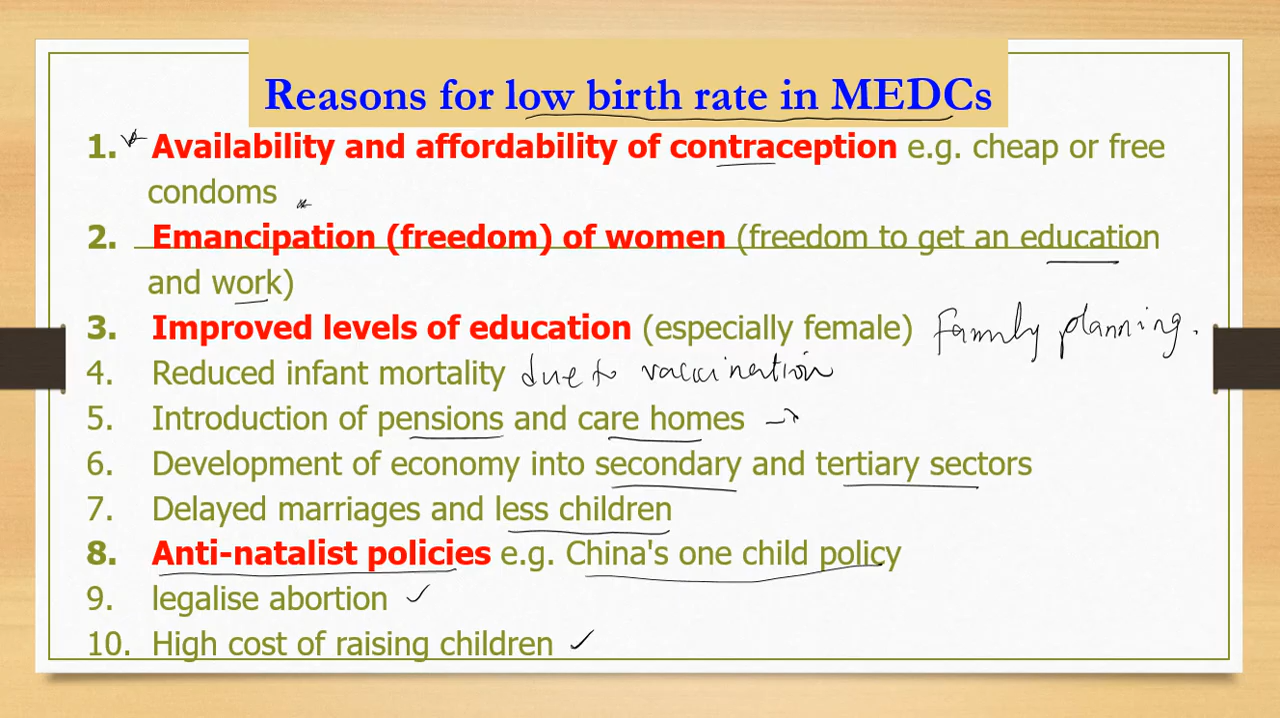 Reasons for low birth rate in MEDCs
1. Availability and affordability of contraception e.g. cheap or free
condoms
2. Emancipation (freedom) of women (freedom to get an education
and work)
3. Improved levels of education (especially female) Family planning.
4. Reduced infant mortality due to vaccination
5. Introduction of pensions and care homes
6. Development of economy into secondary and tertiary sectors
7. Delayed marriages and less children
8. Anti-natalist policies e.g. China's one child policy
9. legalise abortion
10. High cost of raising children